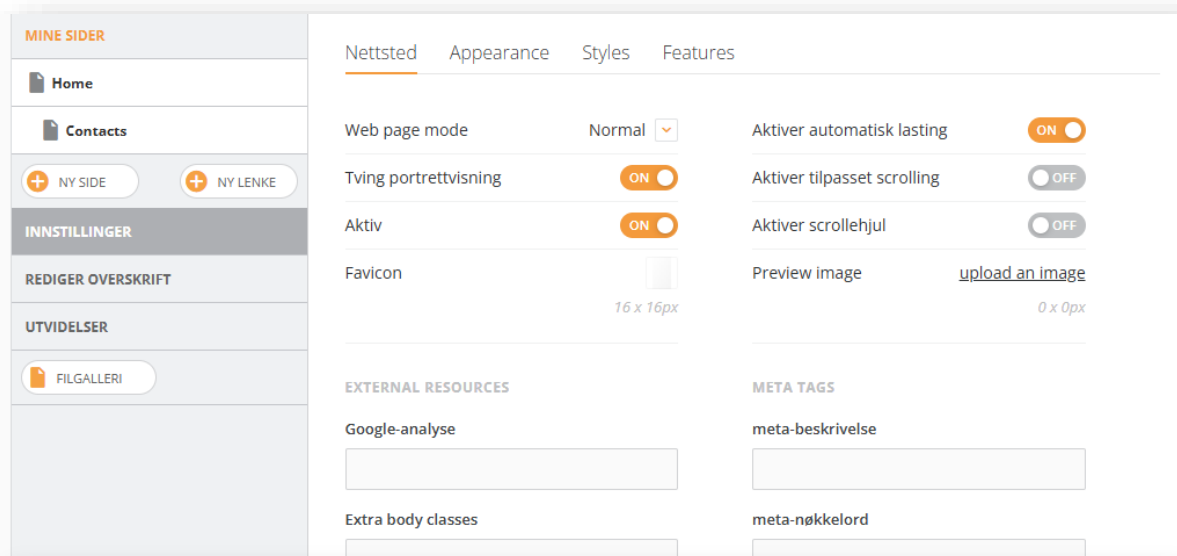 MINE SIDER
Home
Contacts
NY SIDE
NY LENKE
INNSTILLINGER
REDIGER OVERSKRIFT
UTVIDELSER
FILGALLERI
Nettsted Appearance Styles Features
Web page mode Normal
Tving portrettvisning ON
Aktiv ON
Favicon
16 x 16px
Aktiver automatisk lasting ON
Aktiver tilpasset scrolling OFF
Aktiver scrollehjul OFF
Preview image upload an image
0 x 0px
EXTERNAL RESOURCES
Google-analyse
Extra body classes
META TAGS
meta-beskrivelse
meta-nøkkelord